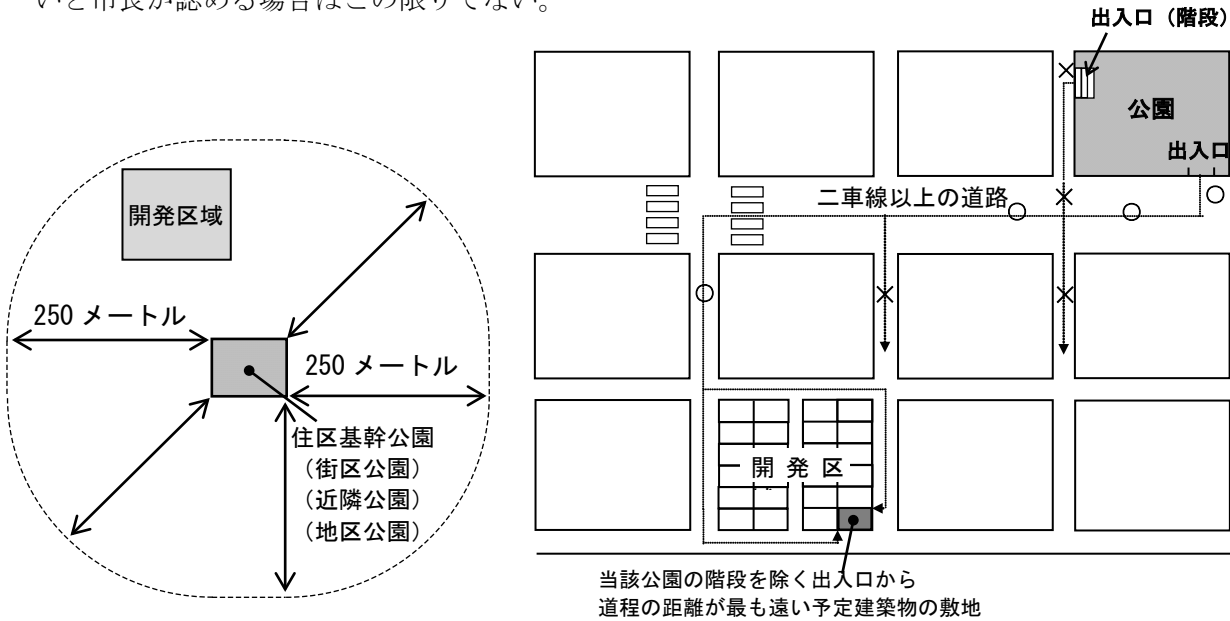 いと市長が認める場合はこの限りでない。
出入口（階段）
公園
出入口
二車線以上の道路
開発区域
250 メートル
250 メートル
住区基幹公園
（街区公園）
（近隣公園）
（地区公園）
開発区
当該公園の階段を除く出入口から
道程の距離が最も遠い予定建築物の敷地